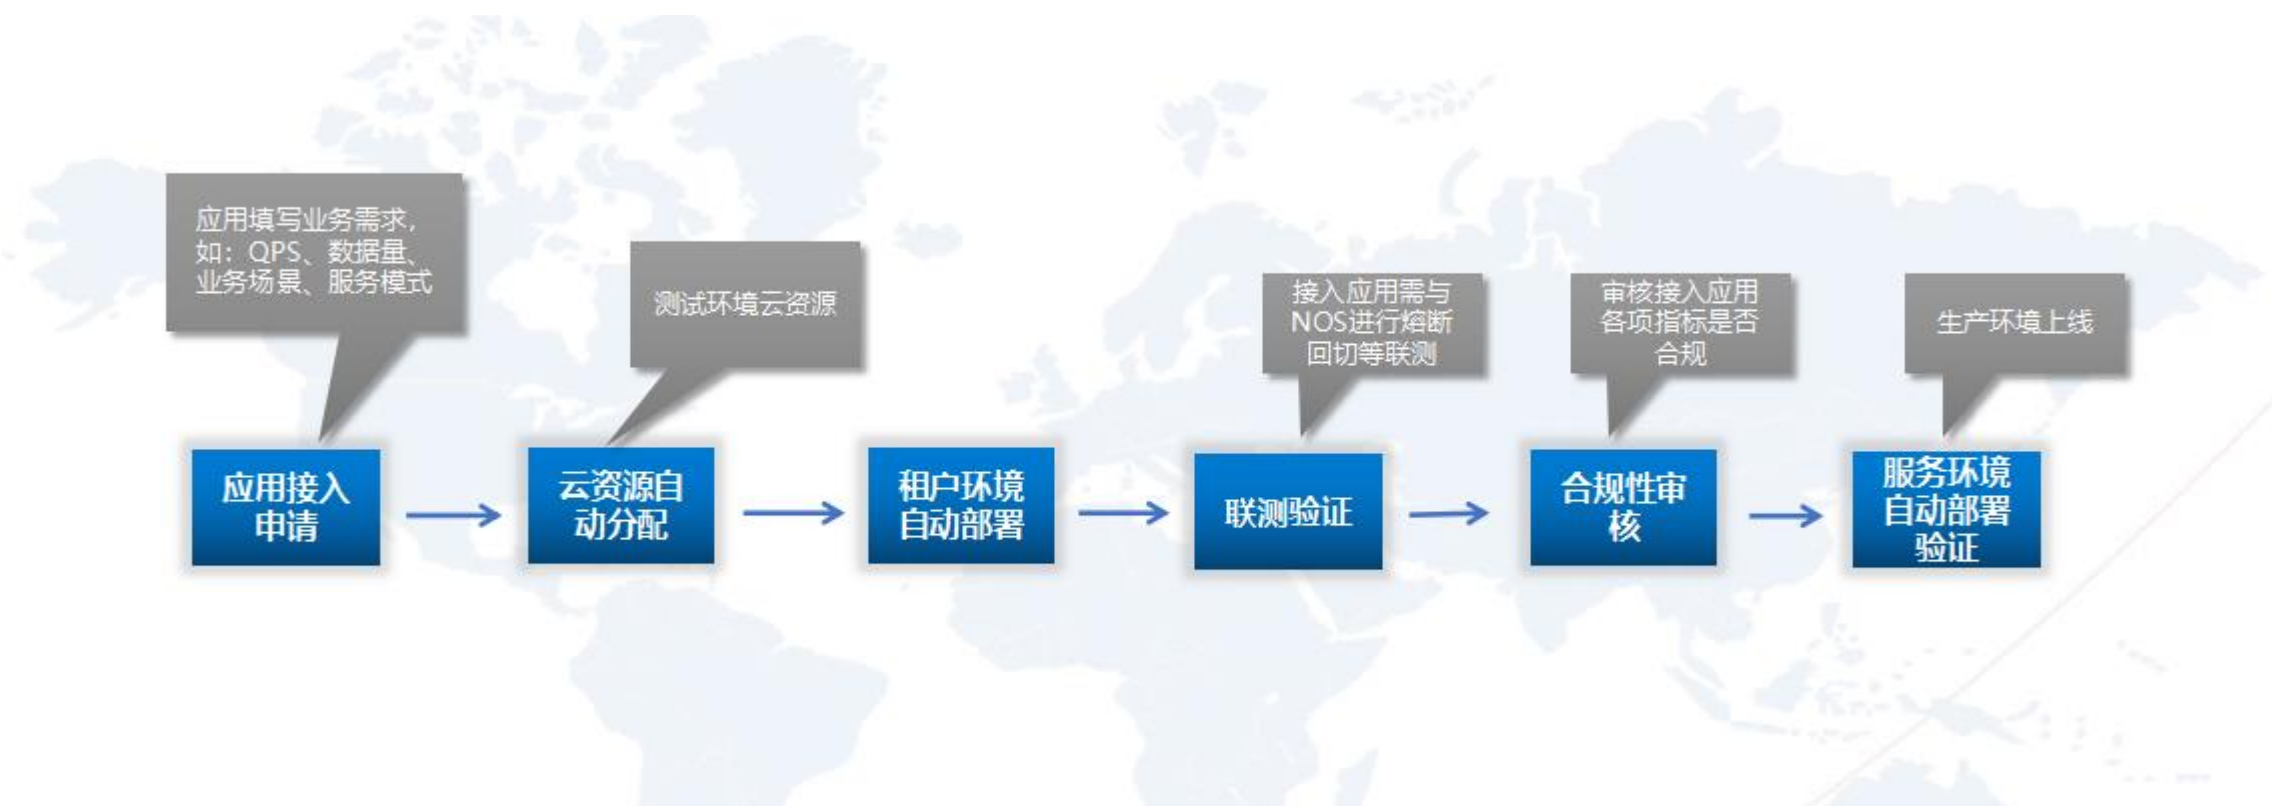 应用填写业务需求,
如：QPS、数据量、
业务场景、服务模式
测试环境云资源
接入应用需与
NOS进行熔断
回切等联测
审核接入应用
各项指标是否
合规
生产环境上线
应用接入
申请
云资源自
动分配
租户环境
自动部署
联测验证
合规性审
核
服务环境
自动部署
验证